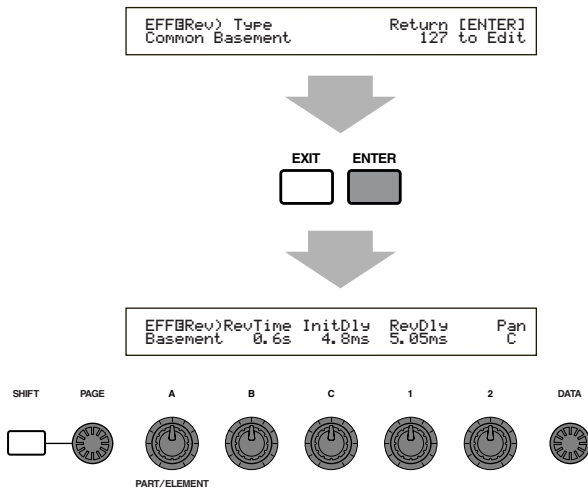 EFF Rev) Type Return [ENTER]
Common Basement 127 to Edit
EXIT ENTER
EFF Rev)RevTime InitDly RevDly Pan
Basement 0.6s 4.8ms 5.05ms C
SHIFT PAGE A B C 1 2 DATA
PART/ELEMENT